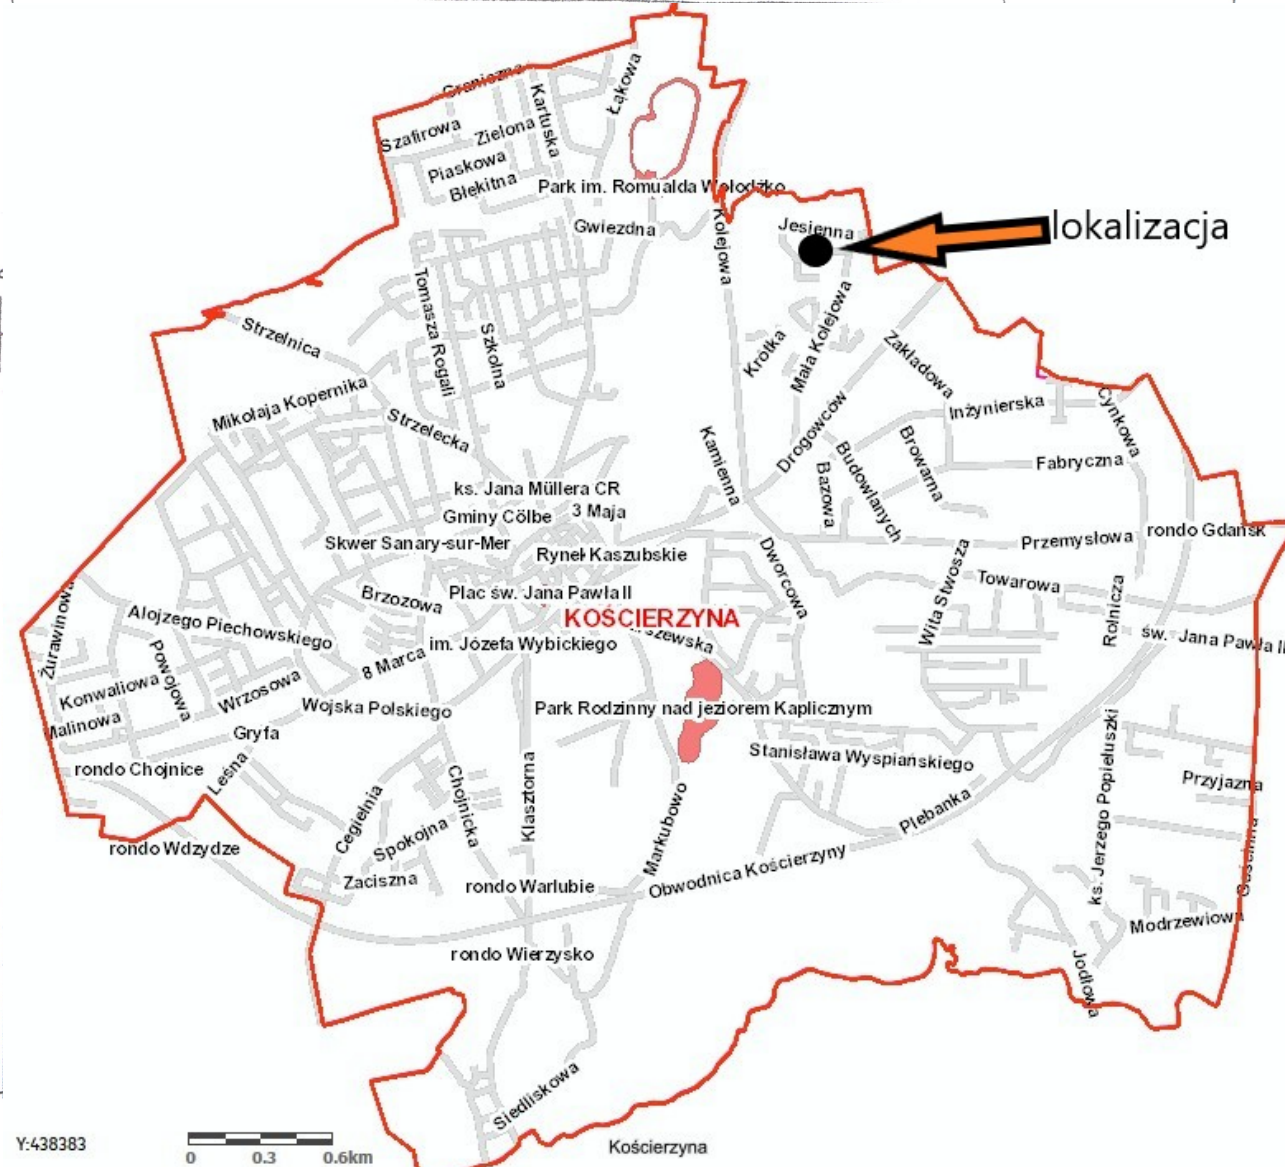 Graniczna
Łąkowa
Kartuska
Szafirowa
Zielona
Piaskowa
Błękitna
Park im. Romualda Wołodźko
Gwiezdna
Kolejowa
Jesienna
lokalizacja
Tomasza Rogali
Szkolna
Strzelnica
Krótka
Mała Kolejowa
Zakładowa
Mikołaja Kopernika
Strzelecka
Inżynierska
Cynkowa
Drogowców
Kamienna
Budowlanych
Browarna
Bazowa
Fabryczna
ks. Jana Müllera CR
Gminy Cölbe
3 Maja
Skwer Sanary-sur-Mer
Rynek Kaszubskie
Przemysłowa
rondo Gdańsk
Dworcowa
Wita Stwosza
Towarowa
Rolnicza
Brzozowa
Plac św. Jana Pawła II
KOŚCIERZYNA
Żurawinowa
Alojzego Piechowskiego
im. Józefa Wybickiego
8 Marca
św. Jana Pawła II
Powojowa
Konwaliowa
Wrzosowa
Malinowa
Wojska Polskiego
Park Rodzinny nad jeziorem Kaplicznym
Gryfa
Stanisława Wyspiańskiego
ks. Jerzego Popiełuszki
rondo Chojnice
Leśna
Przyjazna
Cegielnia
Chojnicka
Klasztorna
Markubowo
Plebanka
Spokojna
rondo Wdzydze
Zaciszna
rondo Warlubie
Obwodnica Kościerzyny
Gościnna
Modrzewiowa
rondo Wierzysko
Jodłowa
Siedliskowa
Y:438383
0 0.3 0.6km
Kościerzyna